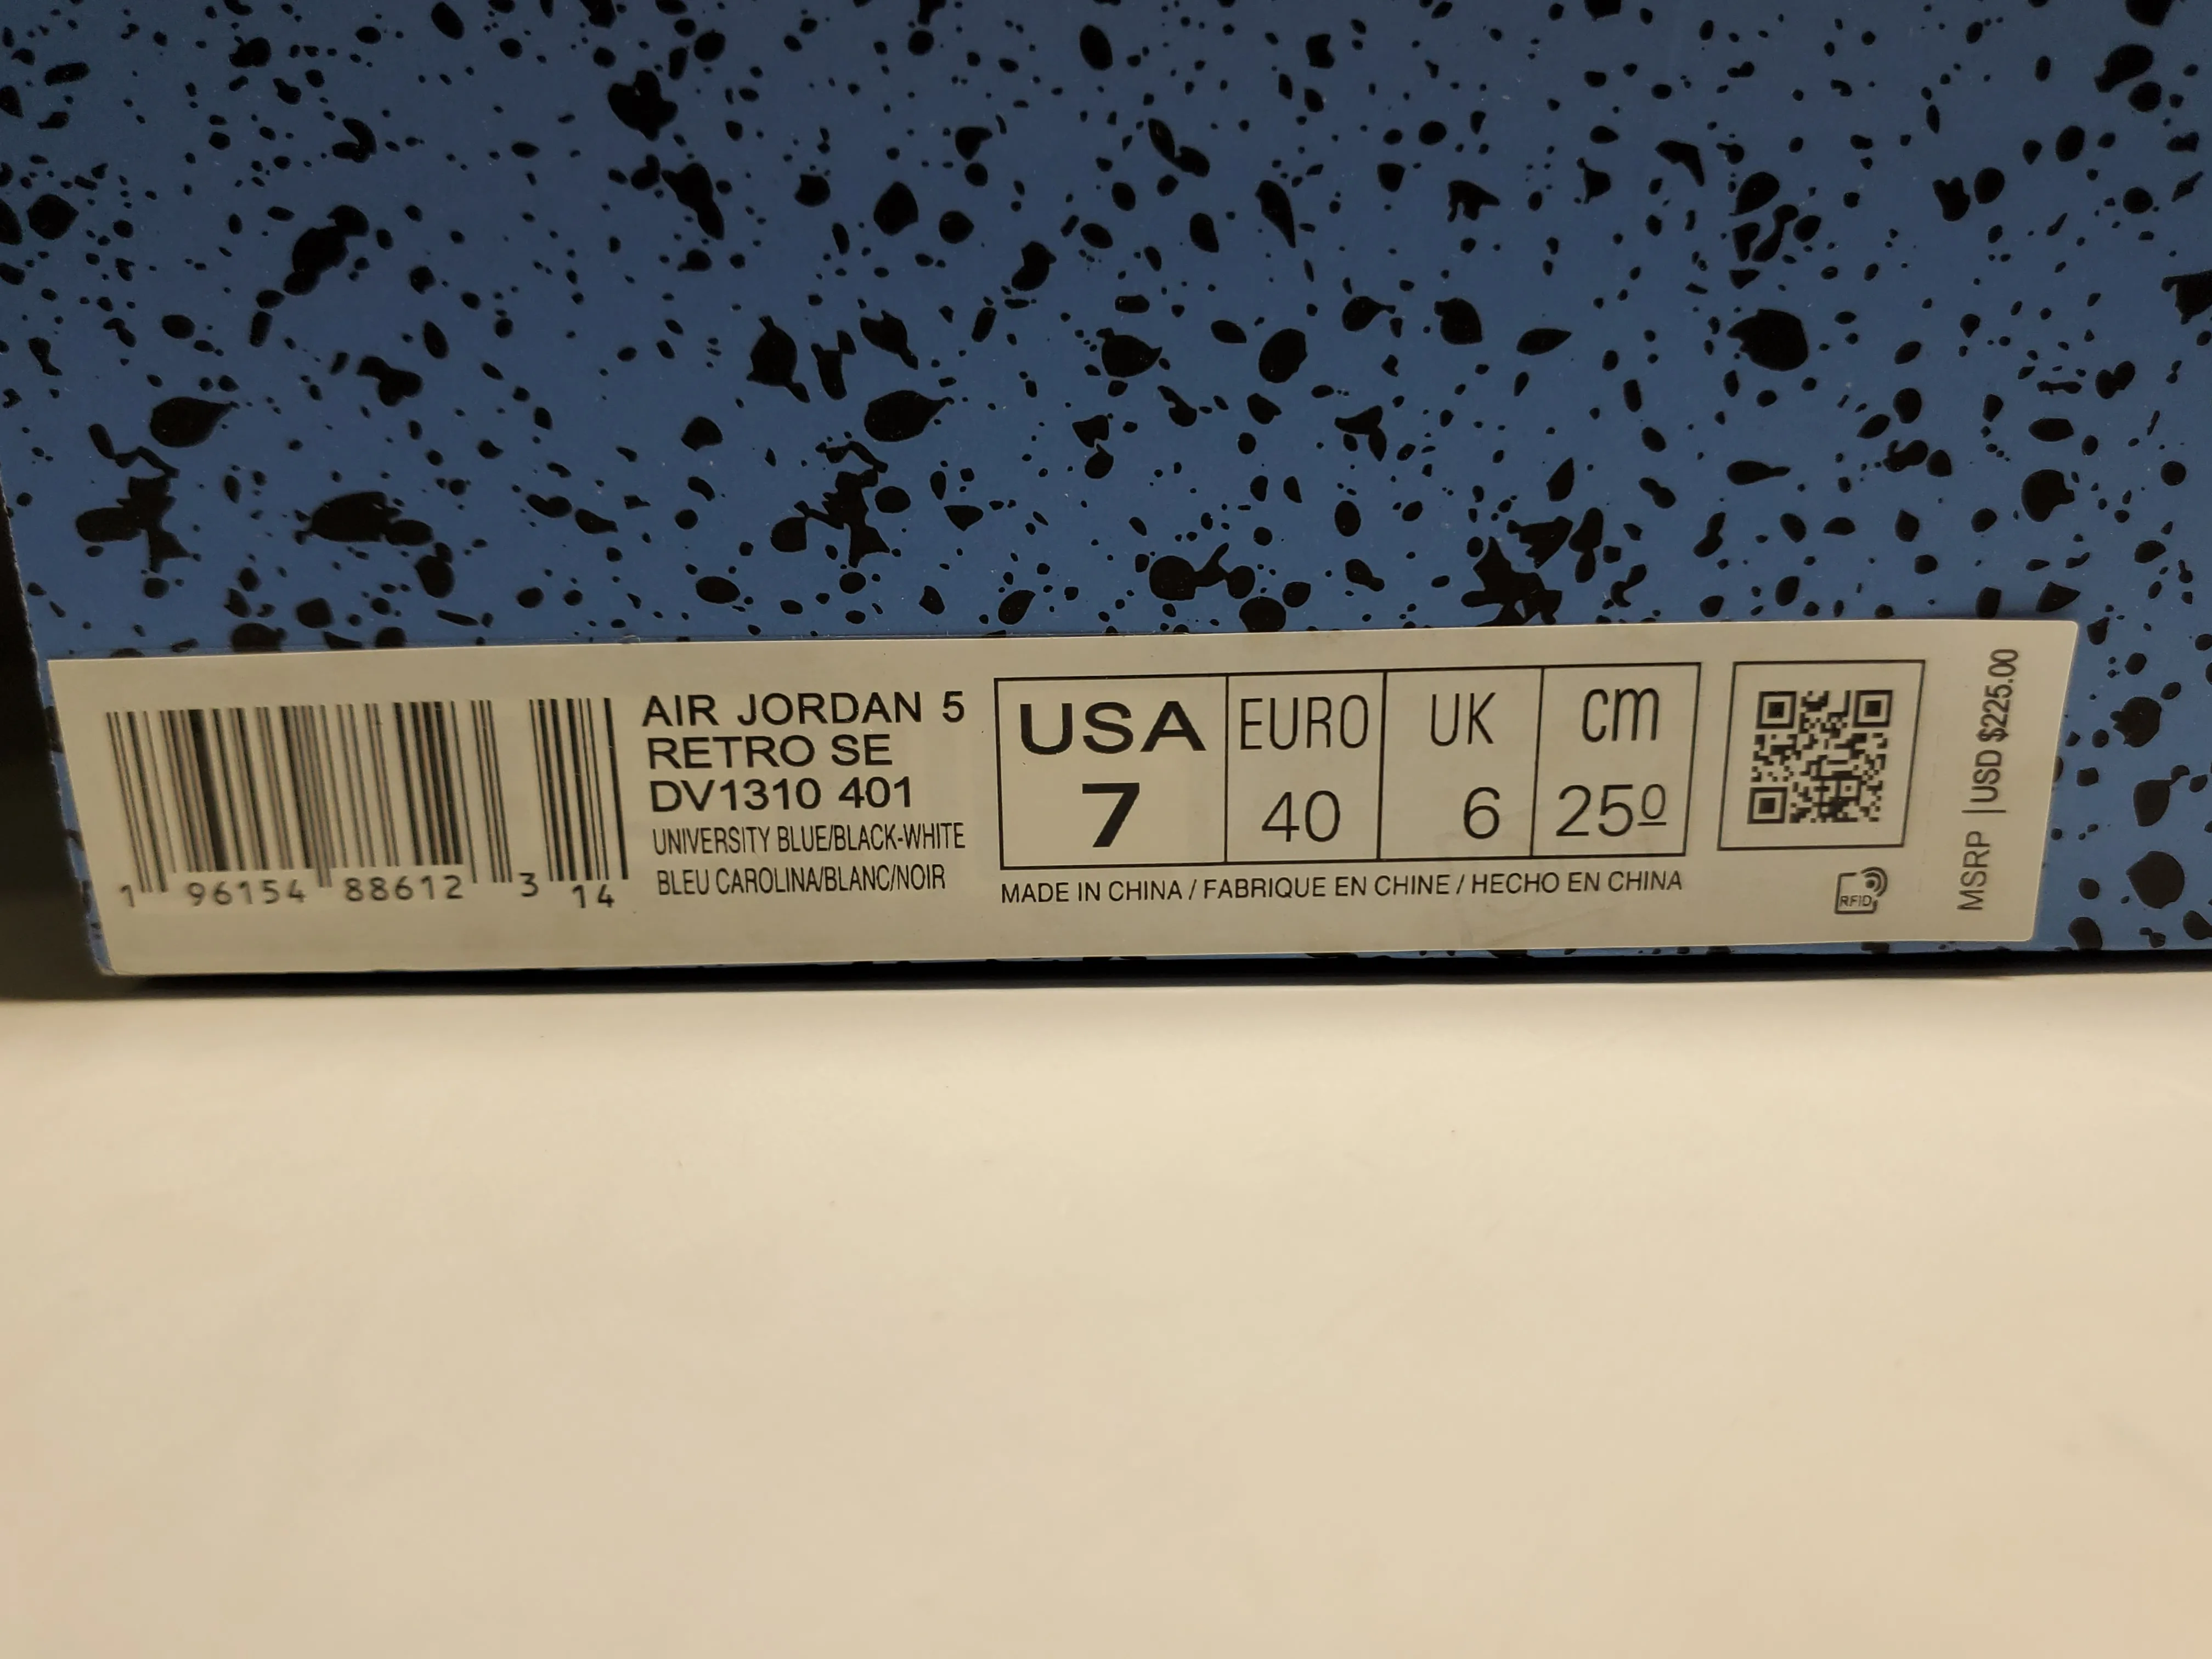 1 96154 88612 3 14
AIR JORDAN 5
RETRO SE
DV1310 401
UNIVERSITY BLUE/BLACK-WHITE
BLEU CAROLINA/BLANC/NOIR
USA EURO UK cm
7 40 6 25º
MADE IN CHINA / FABRIQUE EN CHINE / HECHO EN CHINA
RFID
MSRP |USD $225.00